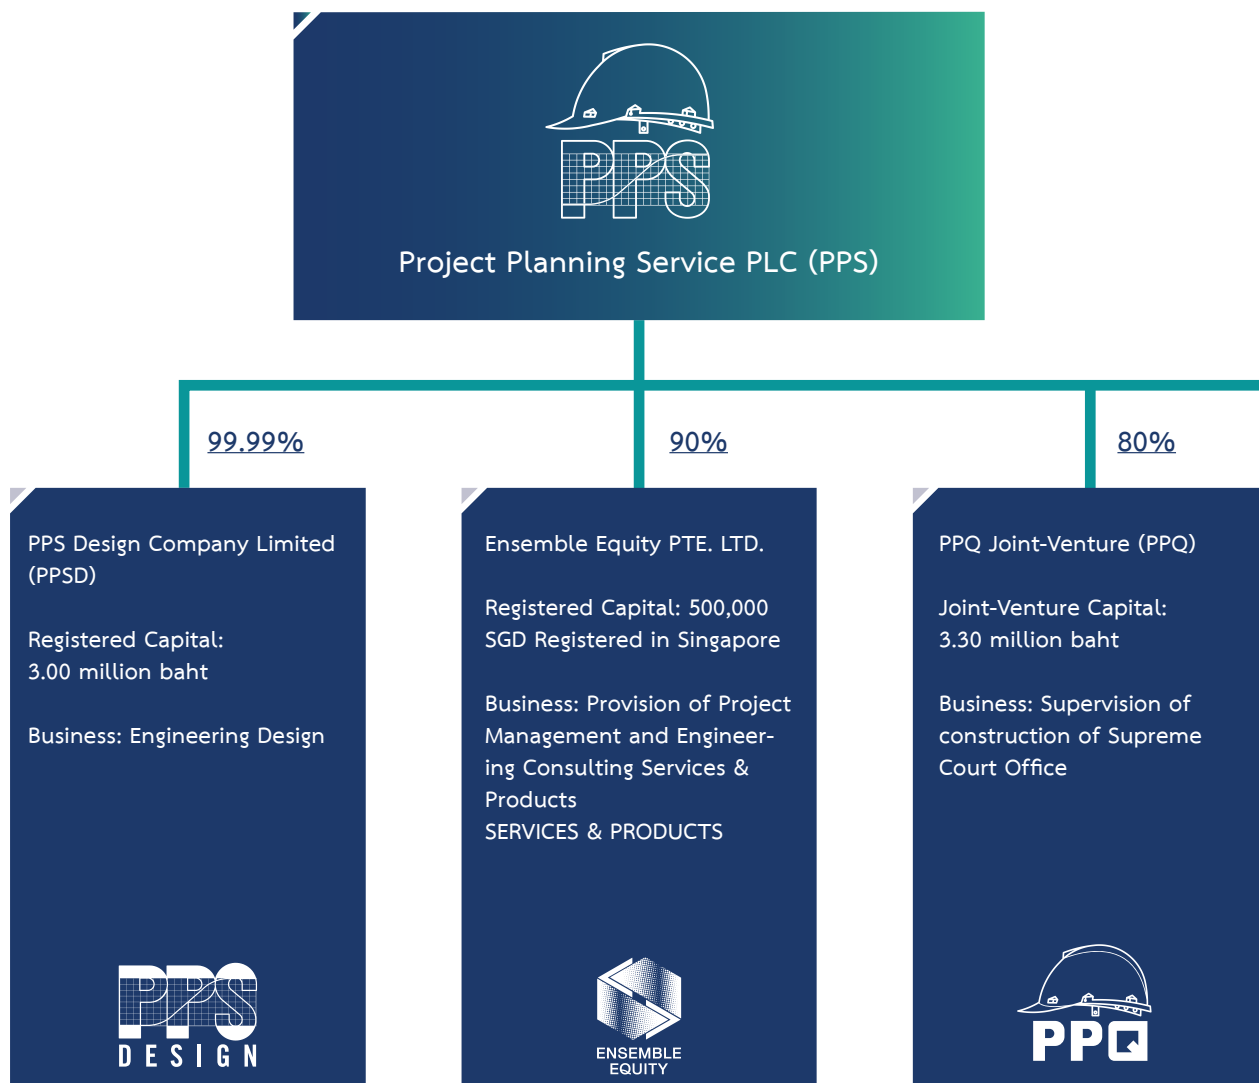 PPS
Project Planning Service PLC (PPS)
99.99%
90%
80%
PPS Design Company Limited
(PPSD)
Registered Capital:
3.00 million baht
Business: Engineering Design
PPS
DESIGN
Ensemble Equity PTE. LTD.
Registered Capital: 500,000
SGD Registered in Singapore
Business: Provision of Project
Management and Engineer-
ing Consulting Services &
Products
SERVICES & PRODUCTS
ENSEMBLE
EQUITY
PPQ Joint-Venture (PPQ)
Joint-Venture Capital:
3.30 million baht
Business: Supervision of
construction of Supreme
Court Office
PPQ